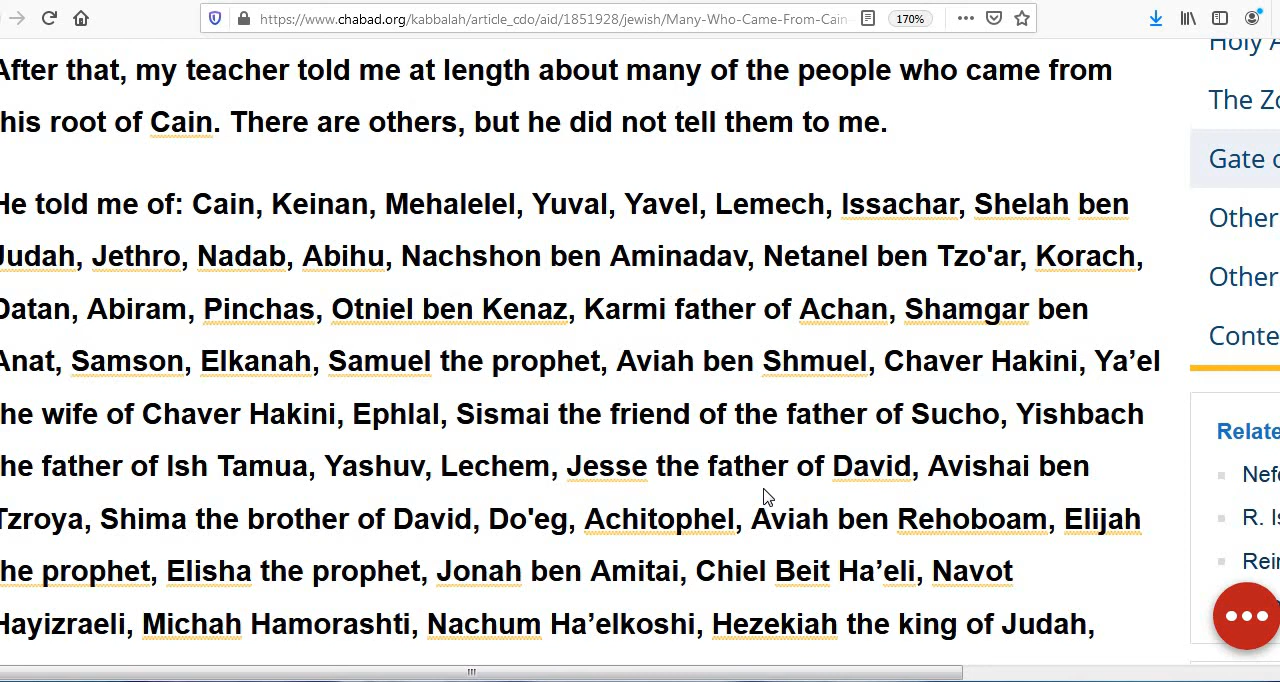 https://www.chabad.org/kabbalah/article_cdo/aid/1851928/jewish/Many-Who-Came-From-Cain-
170%
After that, my teacher told me at length about many of the people who came from
this root of Cain. There are others, but he did not tell them to me.
He told me of: Cain, Keinan, Mehalelel, Yuval, Yavel, Lemech, Issachar, Shelah ben
Judah, Jethro, Nadab, Abihu, Nachshon ben Aminadav, Netanel ben Tzo'ar, Korach,
Datan, Abiram, Pinchas, Otniel ben Kenaz, Karmi father of Achan, Shamgar ben
Anat, Samson, Elkanah, Samuel the prophet, Aviah ben Shmuel, Chaver Hakini, Ya’el
the wife of Chaver Hakini, Ephlal, Sismai the friend of the father of Sucho, Yishbach
the father of Ish Tamua, Yashuv, Lechem, Jesse the father of David, Avishai ben
Tzroya, Shima the brother of David, Do'eg, Achitophel, Aviah ben Rehoboam, Elijah
the prophet, Elisha the prophet, Jonah ben Amitai, Chiel Beit Ha’eli, Navot
Hayizraeli, Michah Hamorashti, Nachum Ha’elkoshi, Hezekiah the king of Judah,
Holy
The Zo
Gate
Other
Other
Conte
Relate
Nefe
R.
Rei